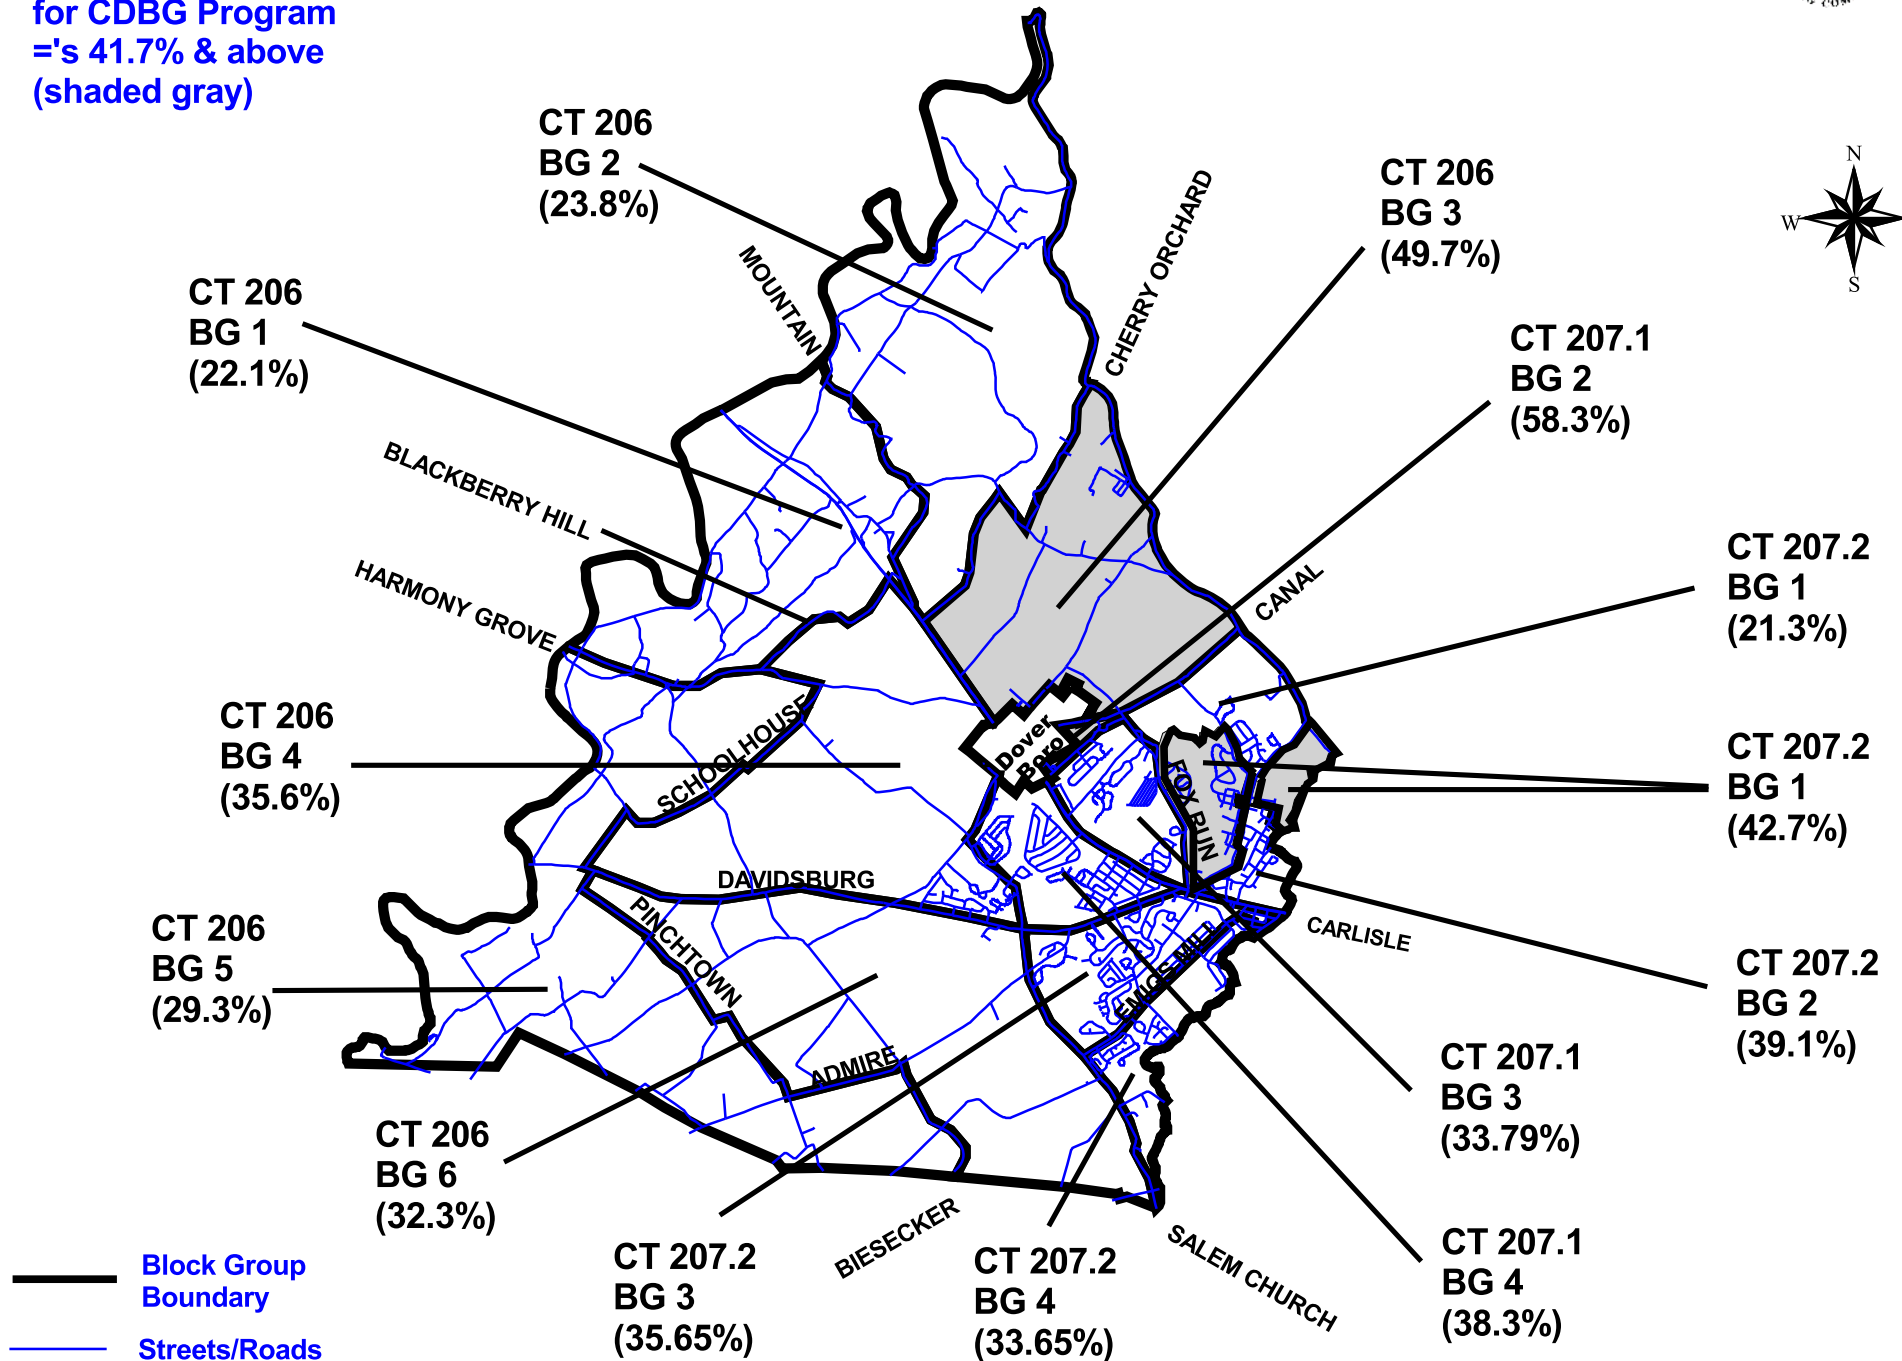 for CDBG Program
='s 41.7% & above
(shaded gray)
CT 206
BG 2
(23.8%)
CT 206
BG 3
(49.7%)
N
W
S
MOUNTAIN
CHERRY ORCHARD
CT 206
BG 1
(22.1%)
CT 207.1
BG 2
(58.3%)
BLACKBERRY HILL
HARMONY GROVE
CANAL
CT 207.2
BG 1
(21.3%)
CT 206
BG 4
(35.6%)
SCHOOLHOUSE
Dover
Boro
FOX RUN
CT 207.2
BG 1
(42.7%)
DAVIDSBURG
PINCHTOWN
CARLISLE
EMIGS MILL
CT 206
BG 5
(29.3%)
CT 207.2
BG 2
(39.1%)
ADMIRE
CT 207.1
BG 3
(33.79%)
CT 206
BG 6
(32.3%)
BIESECKER
SALEM CHURCH
CT 207.2
BG 3
(35.65%)
CT 207.2
BG 4
(33.65%)
CT 207.1
BG 4
(38.3%)
Block Group
Boundary
Streets/Roads